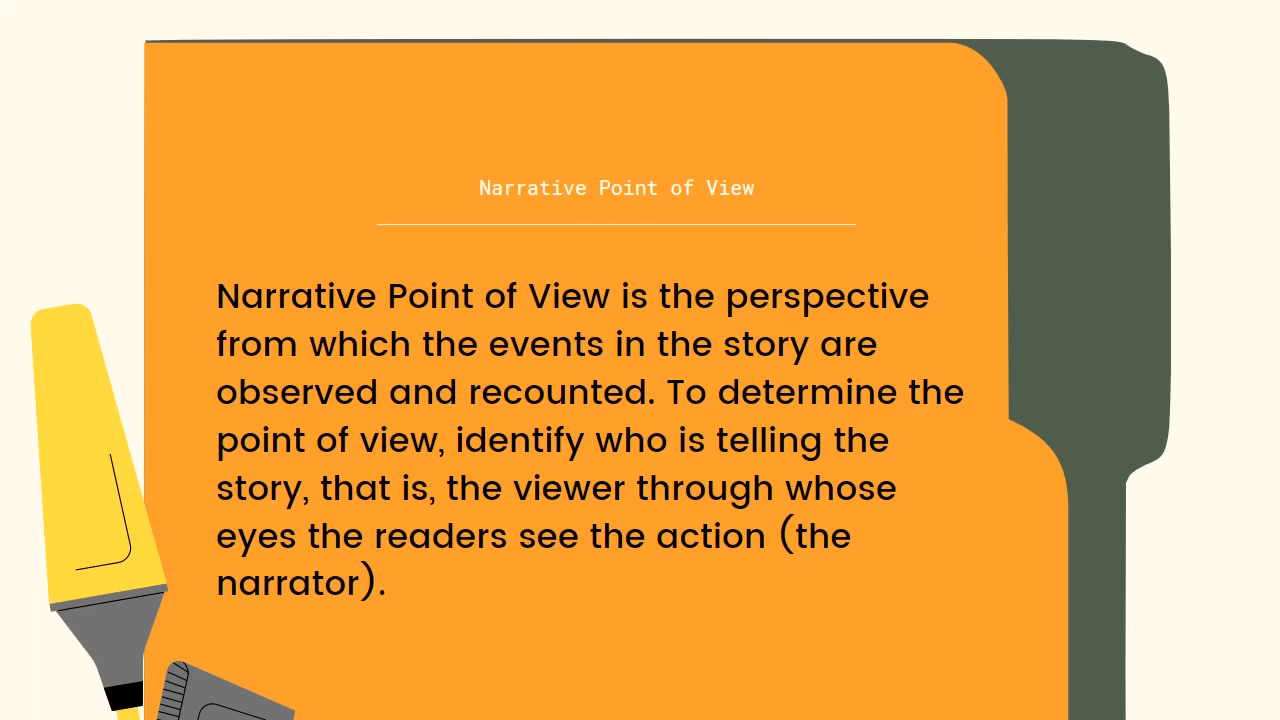 Narrative Point of View
Narrative Point of View is the perspective
from which the events in the story are
observed and recounted. To determine the
point of view, identify who is telling the
story, that is, the viewer through whose
eyes the readers see the action (the
narrator).